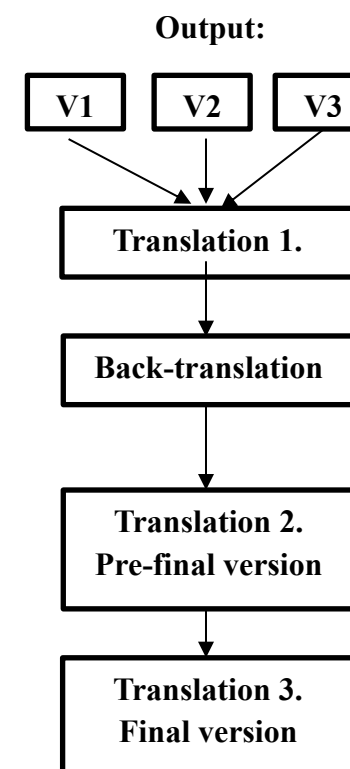 Output:
V1 V2 V3
Translation 1.
Back-translation
Translation 2.
Pre-final version
Translation 3.
Final version